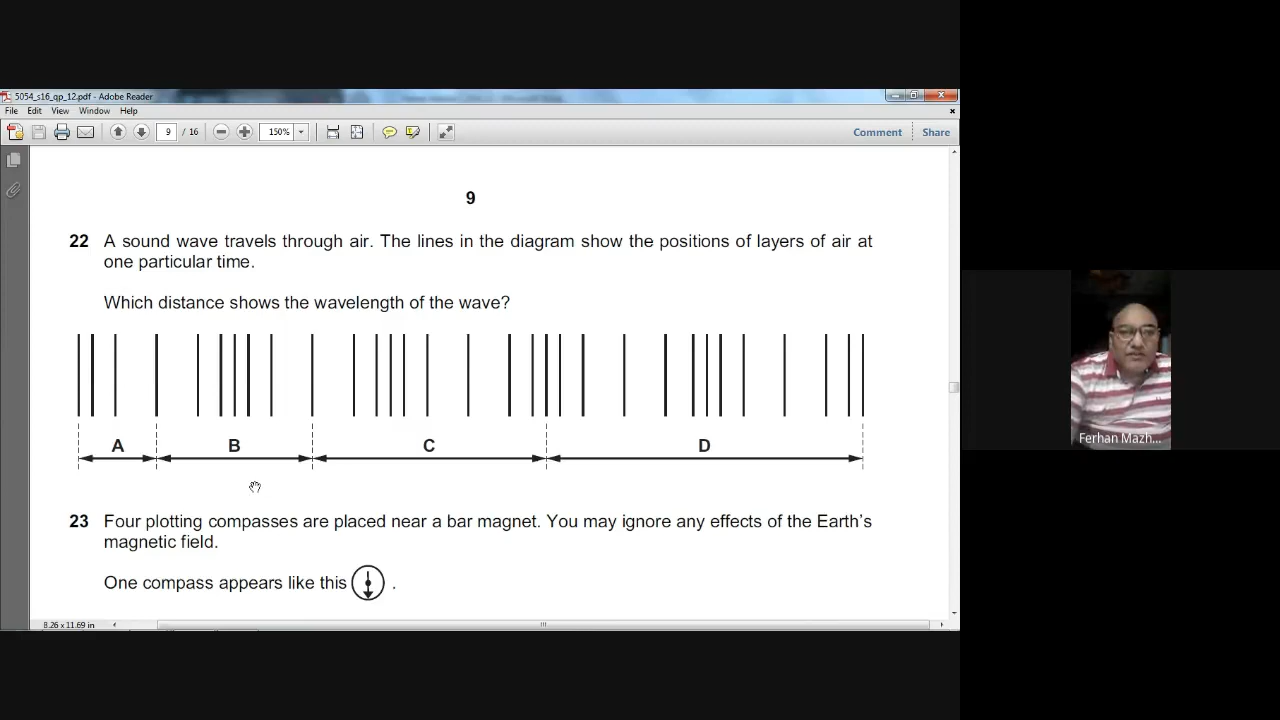 5054_s16_qp_12.pdf - Adobe Reader
File Edit View Window Help
9 / 16 150% Comment Share
9
22 A sound wave travels through air. The lines in the diagram show the positions of layers of air at
one particular time.
Which distance shows the wavelength of the wave?
A B C D
23 Four plotting compasses are placed near a bar magnet. You may ignore any effects of the Earth's
magnetic field.
One compass appears like this .
8.26 x 11.69 in
Ferhan Mazh...